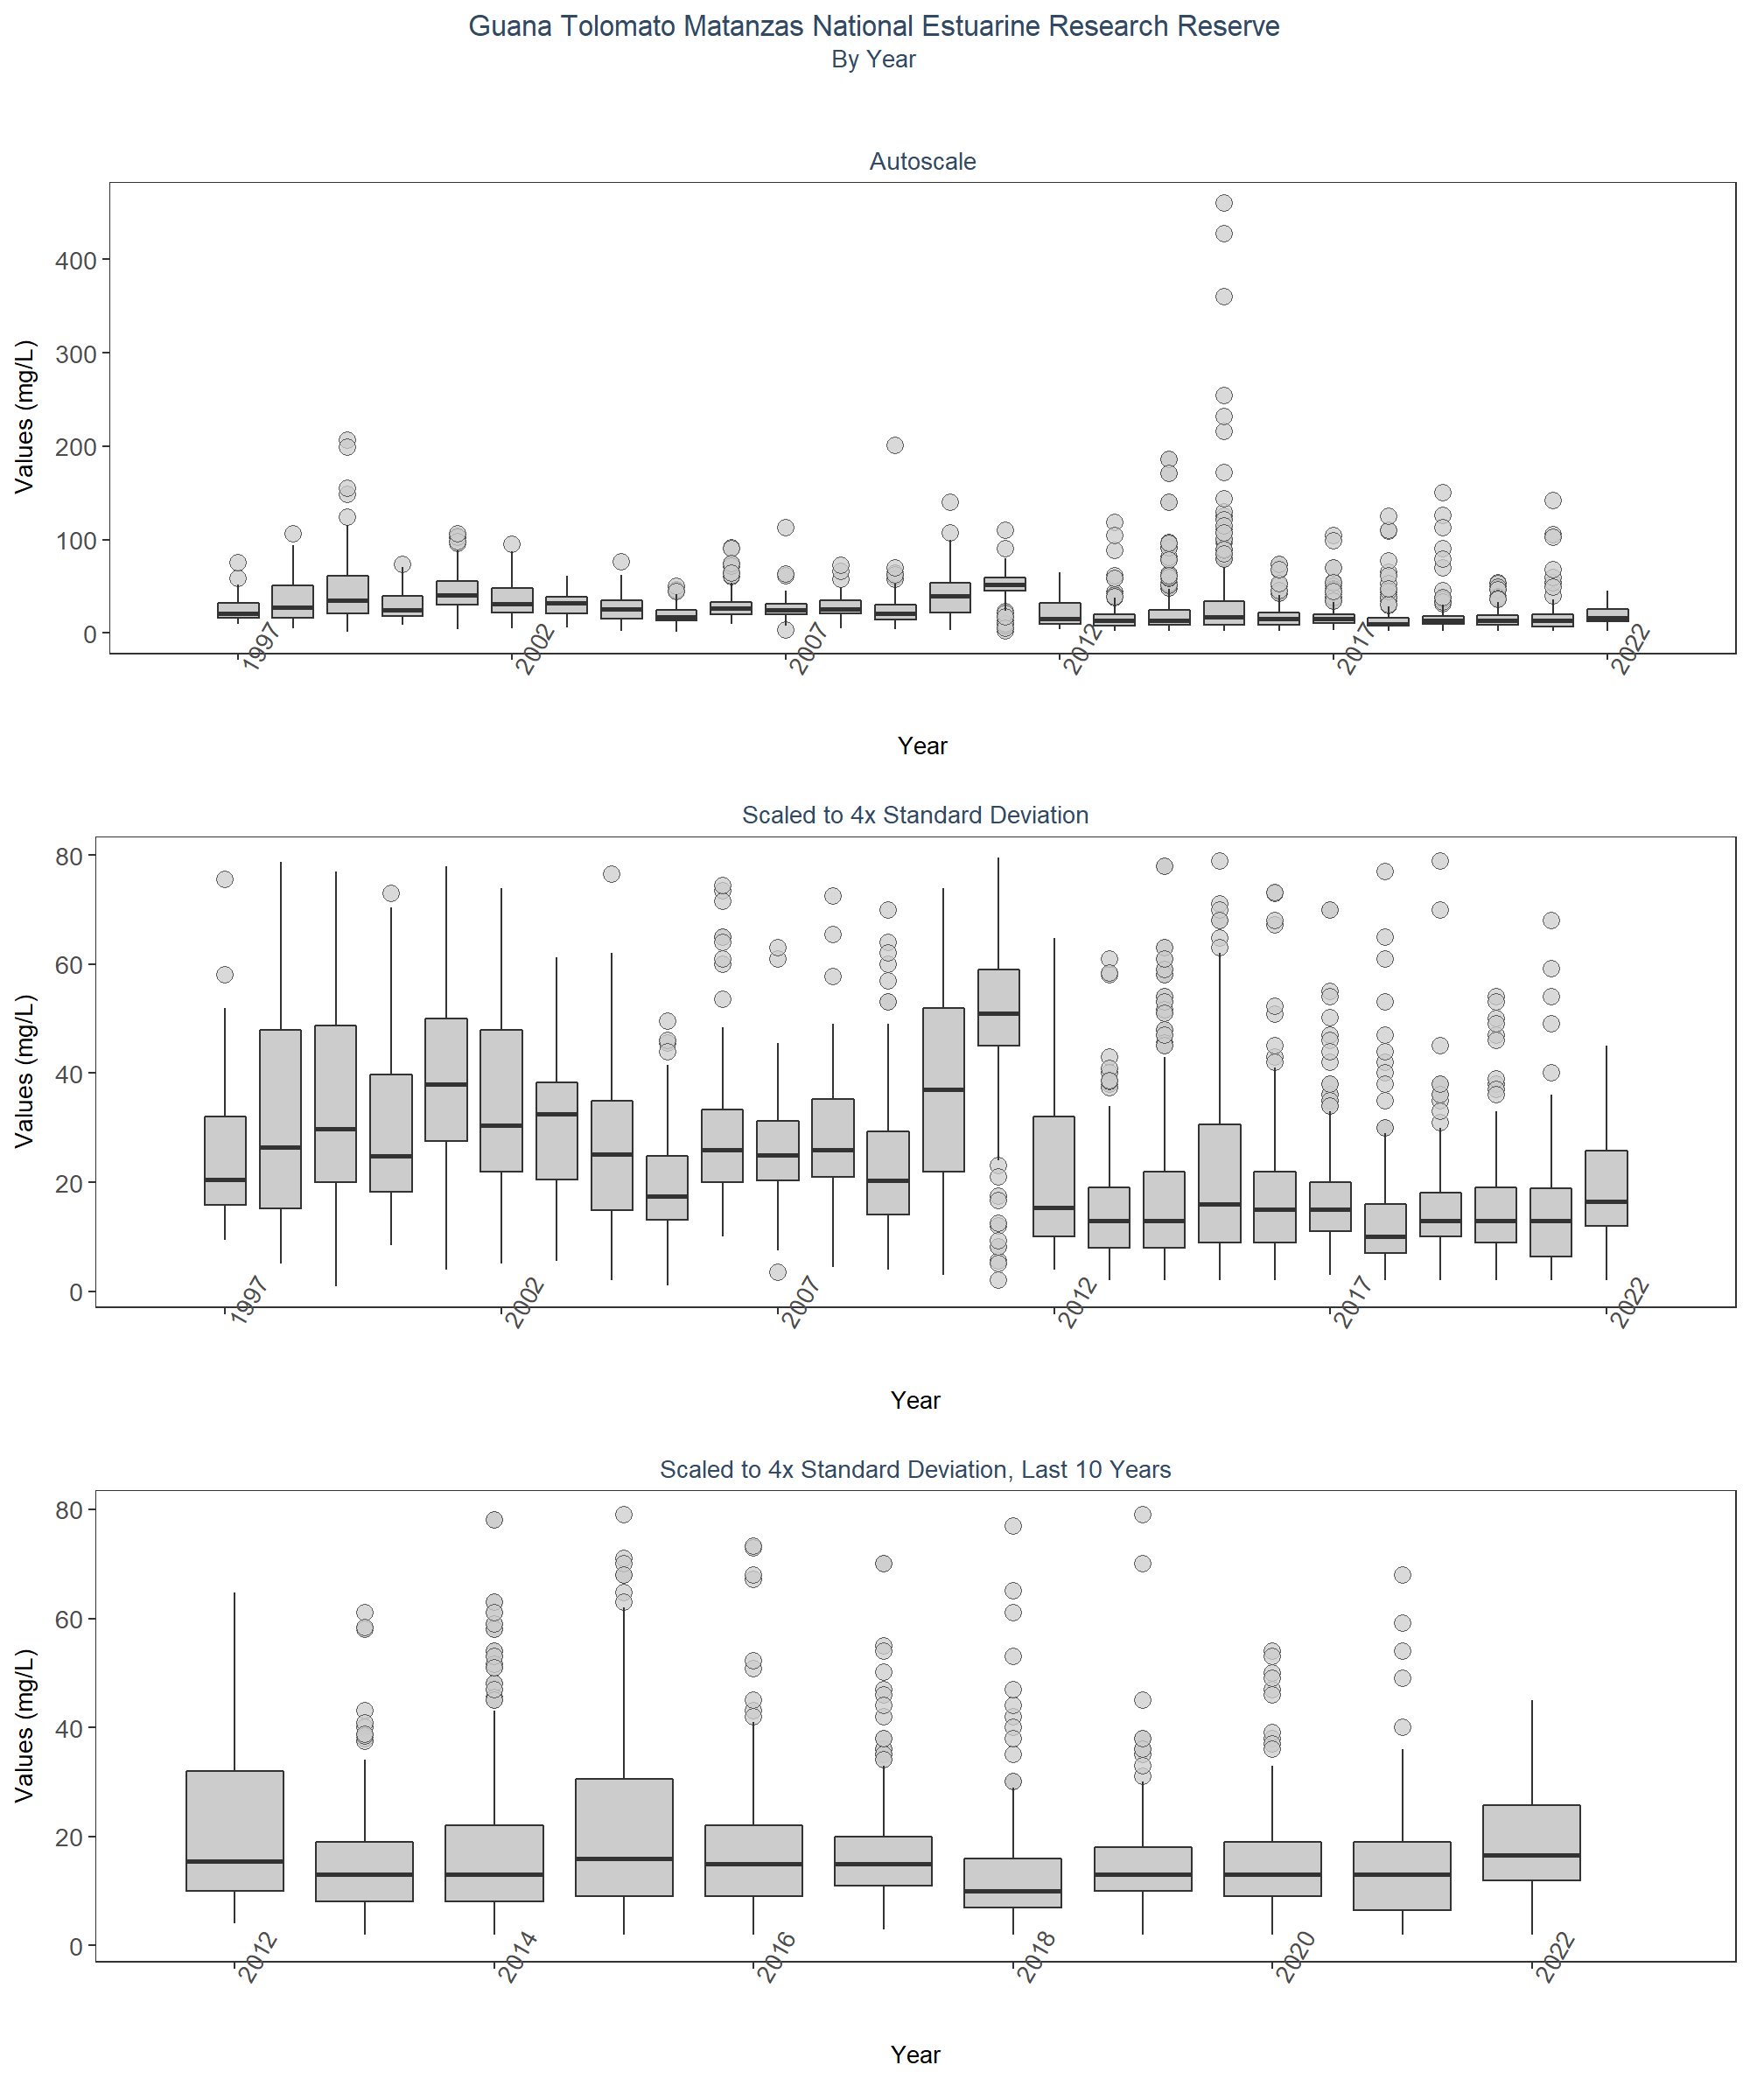 Guana Tolomato Matanzas National Estuarine Research Reserve
By Year
Autoscale
Values (mg/L)
400
300
200
100
0
1997 2002 2007 2012 2017 2022
Year
Scaled to 4x Standard Deviation
Values (mg/L)
80
60
40
20
0
1997 2002 2007 2012 2017 2022
Year
Scaled to 4x Standard Deviation, Last 10 Years
Values (mg/L)
80
60
40
20
0
2012 2014 2016 2018 2020 2022
Year